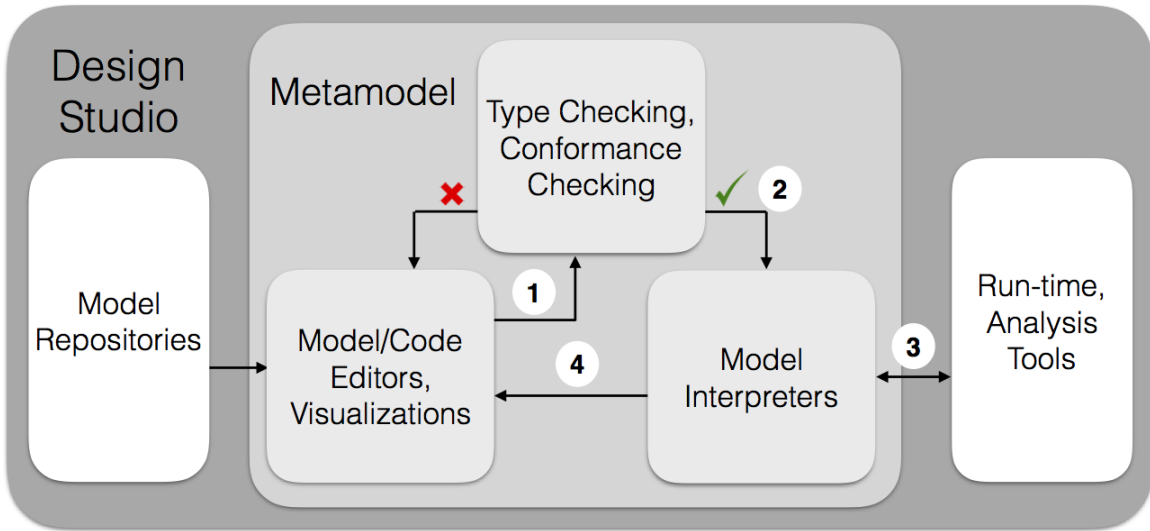 Design
Studio
Metamodel
Type Checking,
Conformance
Checking
2
Model
Repositories
1
Model/Code
Editors,
Visualizations
4
Model
Interpreters
3
Run-time,
Analysis
Tools